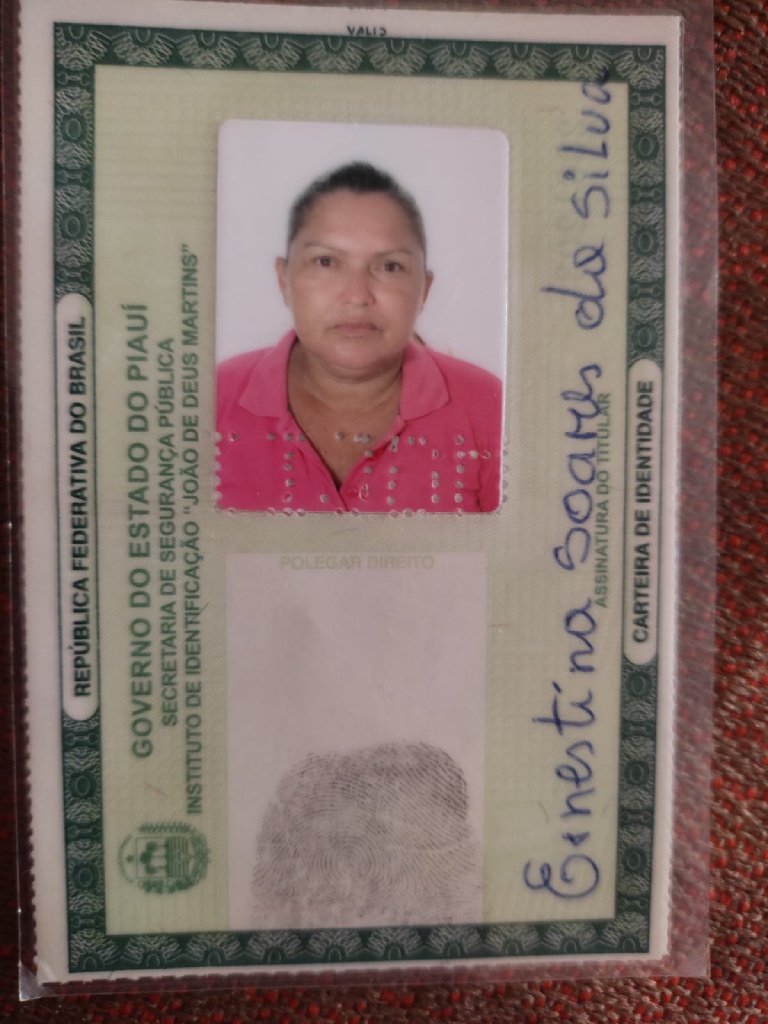 VALID
REPÚBLICA FEDERATIVA DO BRASIL
GOVERNO DO ESTADO DO PIAUÍ
SECRETARIA DE SEGURANÇA PÚBLICA
INSTITUTO DE IDENTIFICAÇÃO "JOÃO DE DEUS MARTINS"
POLEGAR DIREITO
Ernestina soares da silva
ASSINATURA DO TITULAR
CARTEIRA DE IDENTIDADE